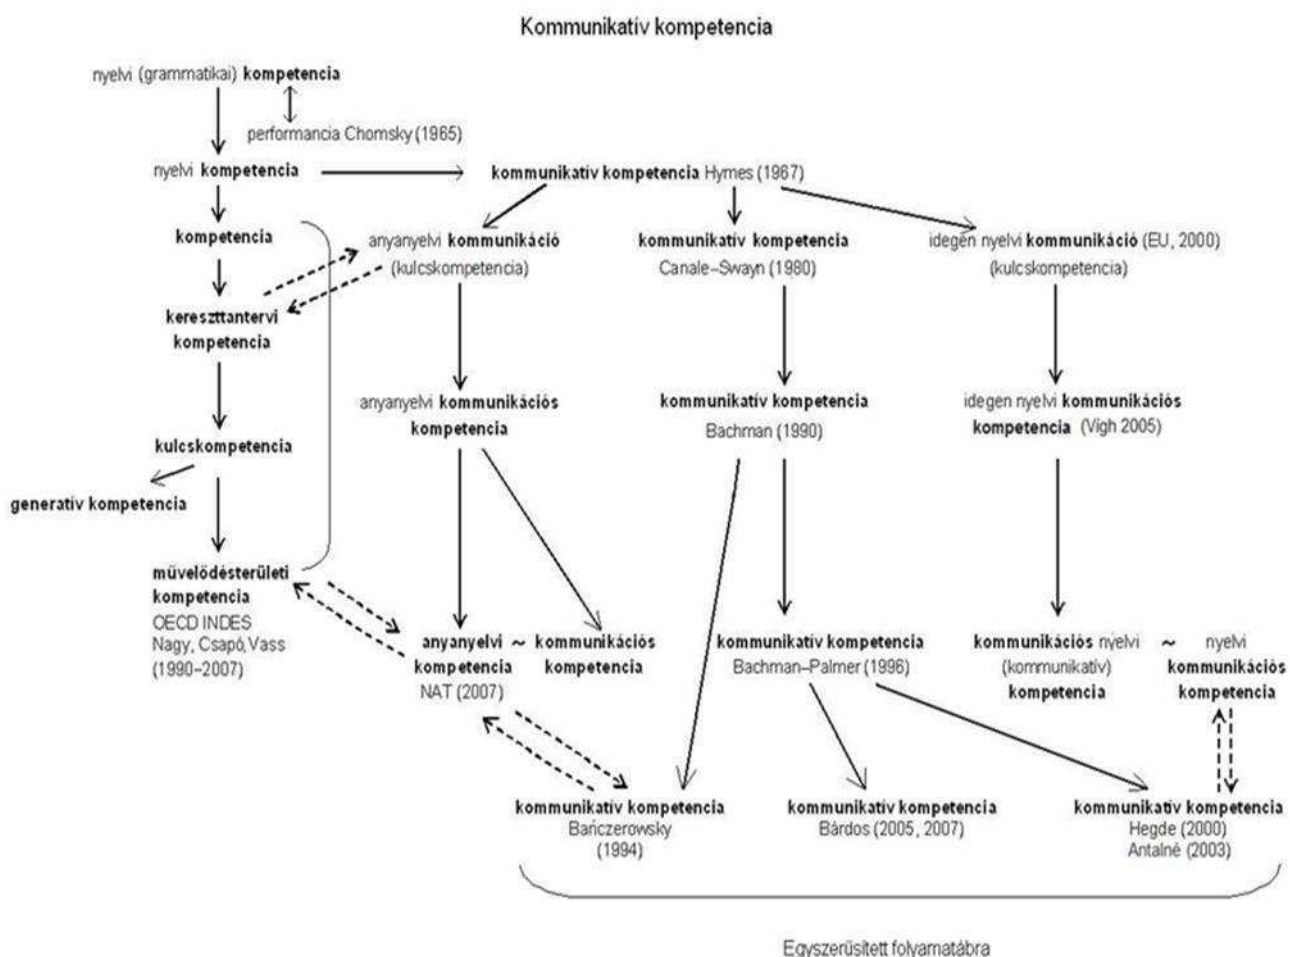 Kommunikatív kompetencia
nyelvi (grammatikai) kompetencia
performancia Chomsky (1965)
nyelvi kompetencia
kommunikatív kompetencia Hymes (1967)
kompetencia
anyanyelvi kommunikáció
(kulcskompetencia)
kommunikatív kompetencia
Canale–Swayn (1980)
idegen nyelvi kommunikáció (EU, 2000)
(kulcskompetencia)
kereszttantervi
kompetencia
anyanyelvi kommunikációs
kompetencia
kommunikatív kompetencia
Bachman (1990)
idegen nyelvi kommunikációs
kompetencia (Vígh 2005)
kulcskompetencia
generatív kompetencia
művelődésterületi
kompetencia
OECD INDES
Nagy, Csapó, Vass
(1990–2007)
anyanyelvi ~ kommunikációs
kompetencia kompetencia
NAT (2007)
kommunikatív kompetencia
Bachman–Palmer (1996)
kommunikációs nyelvi ~ nyelvi
(kommunikatív) kommunikációs
kompetencia kompetencia
kommunikatív kompetencia
Bańczerowsky
(1994)
kommunikatív kompetencia
Bárdos (2005, 2007)
kommunikatív kompetencia
Hegde (2000)
Antalné (2003)
Egyszerűsített folyamatábra